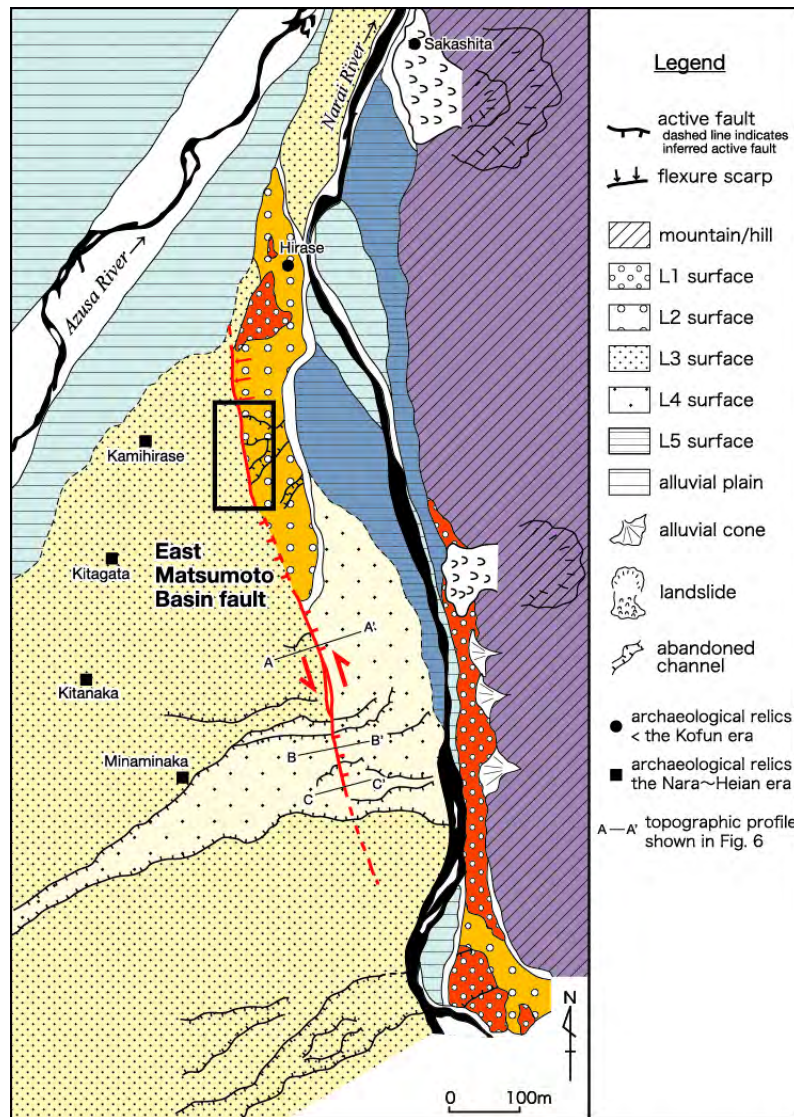 Sakashita
Narai River →
Hirase
Azusa River →
Kamihirase
Kitagata
East
Matsumoto
Basin fault
A
A'
Kitanaka
B
B'
Minaminaka
C
C'
N
0 100m
Legend
active fault
dashed line indicates
inferred active fault
flexure scarp
mountain/hill
L1 surface
L2 surface
L3 surface
L4 surface
L5 surface
alluvial plain
alluvial cone
landslide
abandoned
channel
archaeological relics
< the Kofun era
archaeological relics
the Nara~Heian era
A—A' topographic profile
shown in Fig. 6